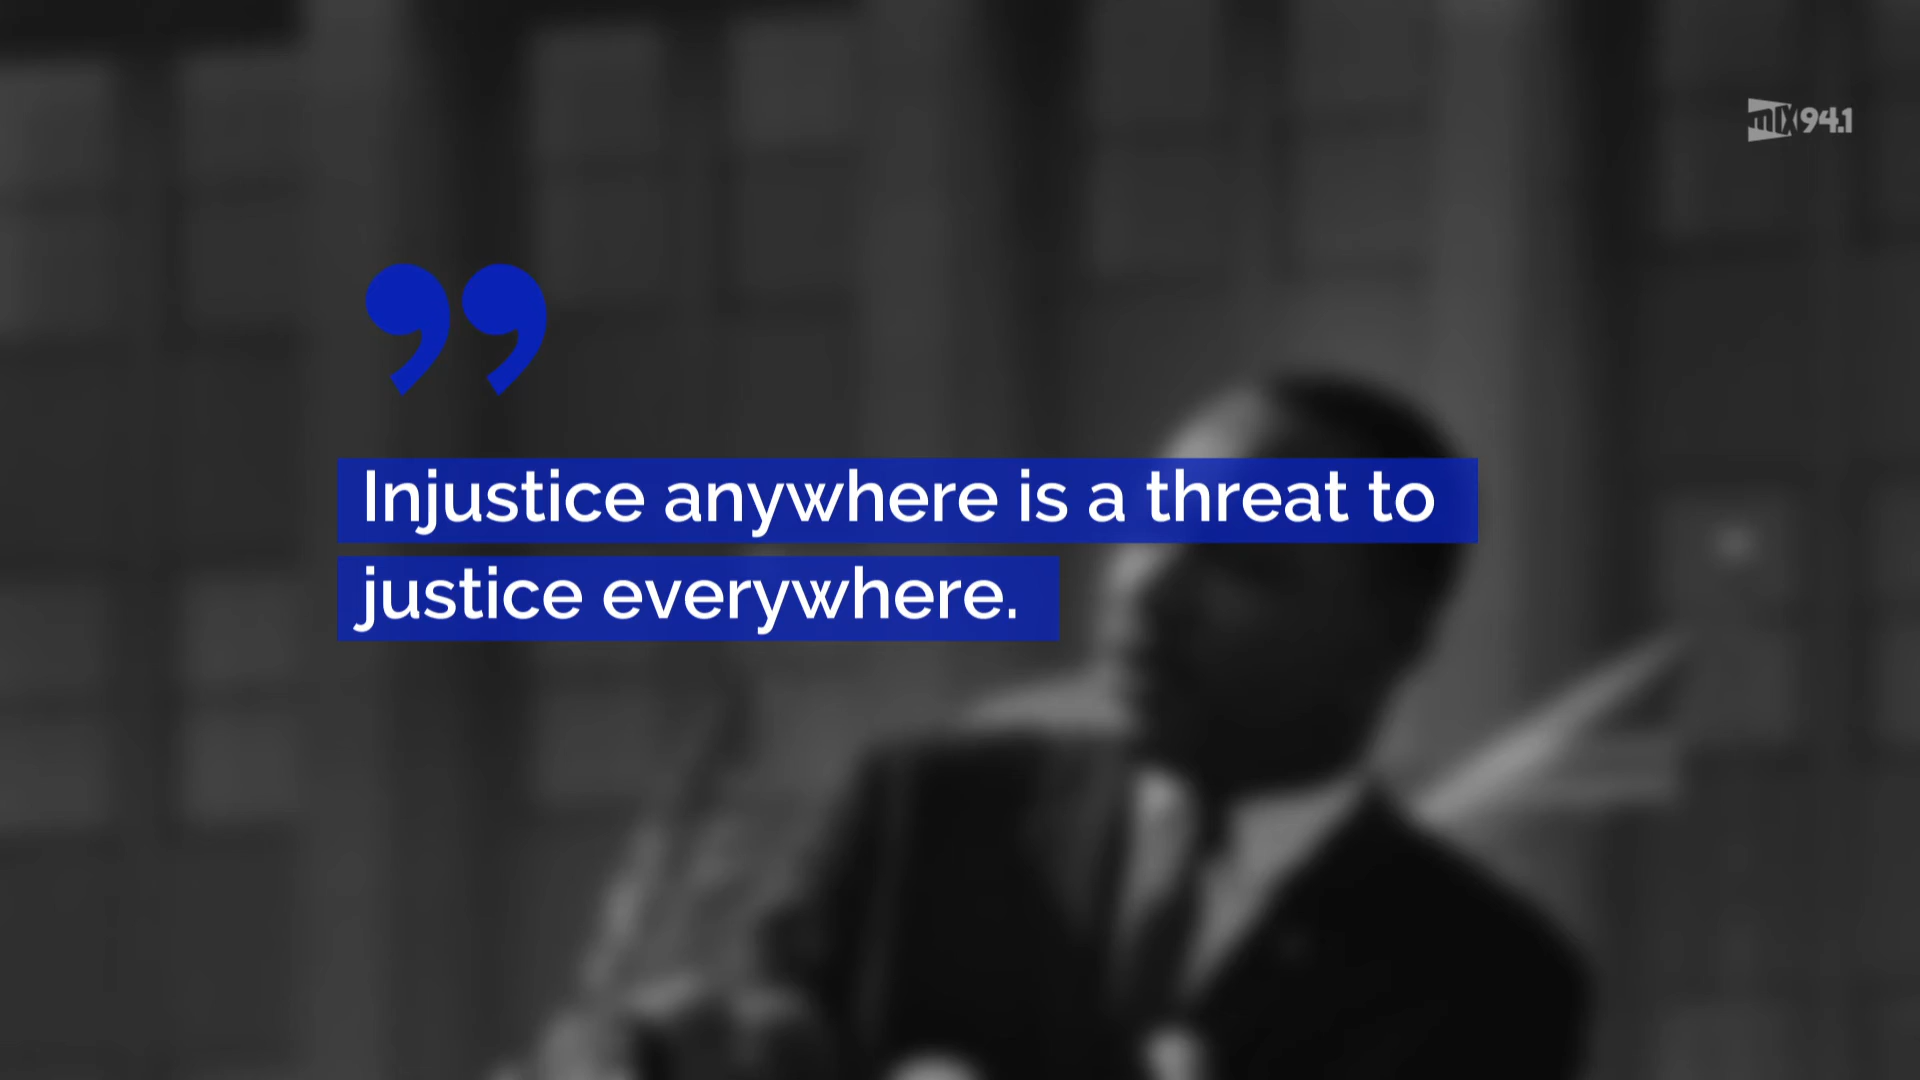 mix 94.1
”
Injustice anywhere is a threat to
justice everywhere.